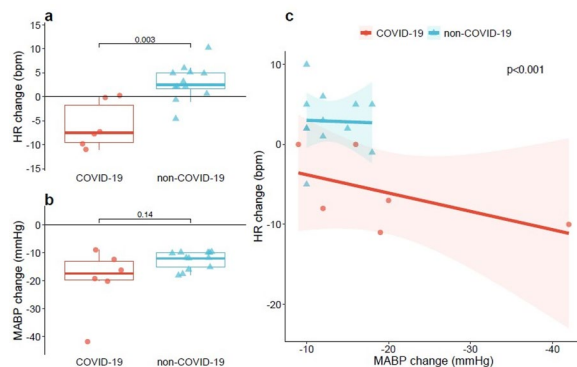 a
HR change (bpm)
15
10
5
0
-5
-10
-15
0.003
COVID-19 non-COVID-19
b
MABP change (mmHg)
0
-10
-20
-30
-40
0.14
COVID-19 non-COVID-19
c
COVID-19 non-COVID-19
p<0.001
HR change (bpm)
10
0
-10
-20
-10 -20 -30 -40
MABP change (mmHg)